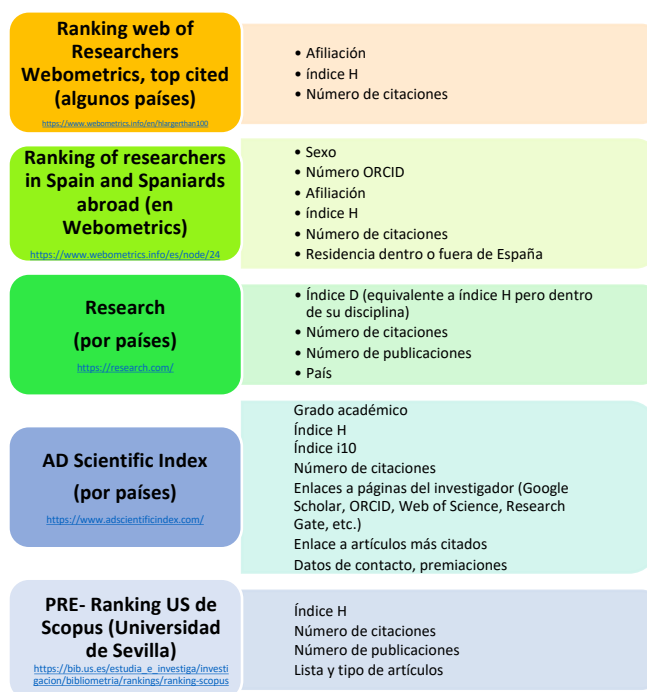 Ranking web of
Researchers
Webometrics, top cited
(algunos países)
https://www.webometrics.info/en/hlargerthan100
• Afiliación
• índice H
• Número de citaciones
Ranking of researchers
in Spain and Spaniards
abroad (en
Webometrics)
https://www.webometrics.info/es/node/24
• Sexo
• Número ORCID
• Afiliación
• índice H
• Número de citaciones
• Residencia dentro o fuera de España
Research
(por países)
https://research.com/
• Índice D (equivalente a índice H pero dentro
de su disciplina)
• Número de citaciones
• Número de publicaciones
• País
AD Scientific Index
(por países)
https://www.adscientificindex.com/
Grado académico
Índice H
Índice i10
Número de citaciones
Enlaces a páginas del investigador (Google
Scholar, ORCID, Web of Science, Research
Gate, etc.)
Enlace a artículos más citados
Datos de contacto, premiaciones
PRE- Ranking US de
Scopus (Universidad
de Sevilla)
https://bib.us.es/estudia_e_investiga/investi
gacion/bibliometria/rankings/ranking-scopus
Índice H
Número de citaciones
Número de publicaciones
Lista y tipo de artículos